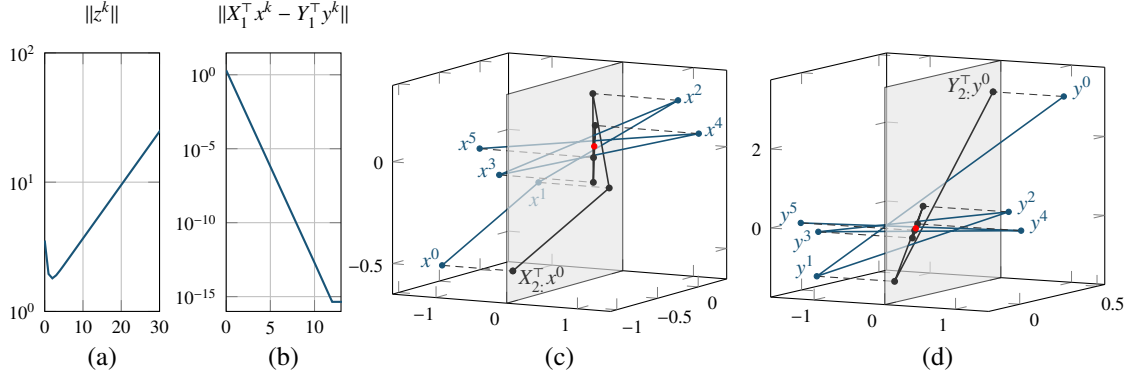 ||z^k||
10^2
10^1
10^0
0 10 20 30
(a)
||X_1^⊤ x^k − Y_1^⊤ y^k||
10^0
10^−5
10^−10
10^−15
0 5 10
(b)
x^2
x^4
x^5
x^3
x^1
x^0
X_{2:}^⊤ x^0
0
−0.5
−1 0 1
−1 −0.5 0
(c)
Y_{2:}^⊤ y^0
y^0
y^2
y^5
y^4
y^3
y^1
2
0
−1 0 1
0 0.5
(d)